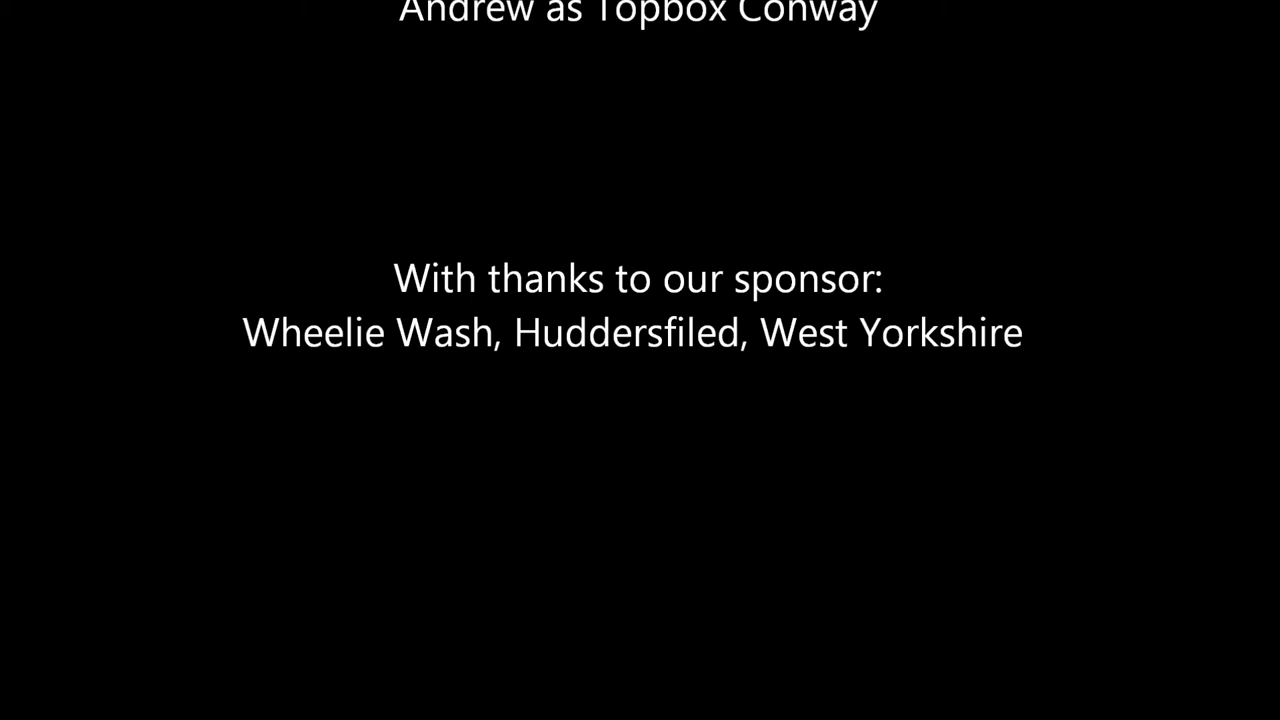 Andrew as Topbox Conway
With thanks to our sponsor:
Wheelie Wash, Huddersfiled, West Yorkshire